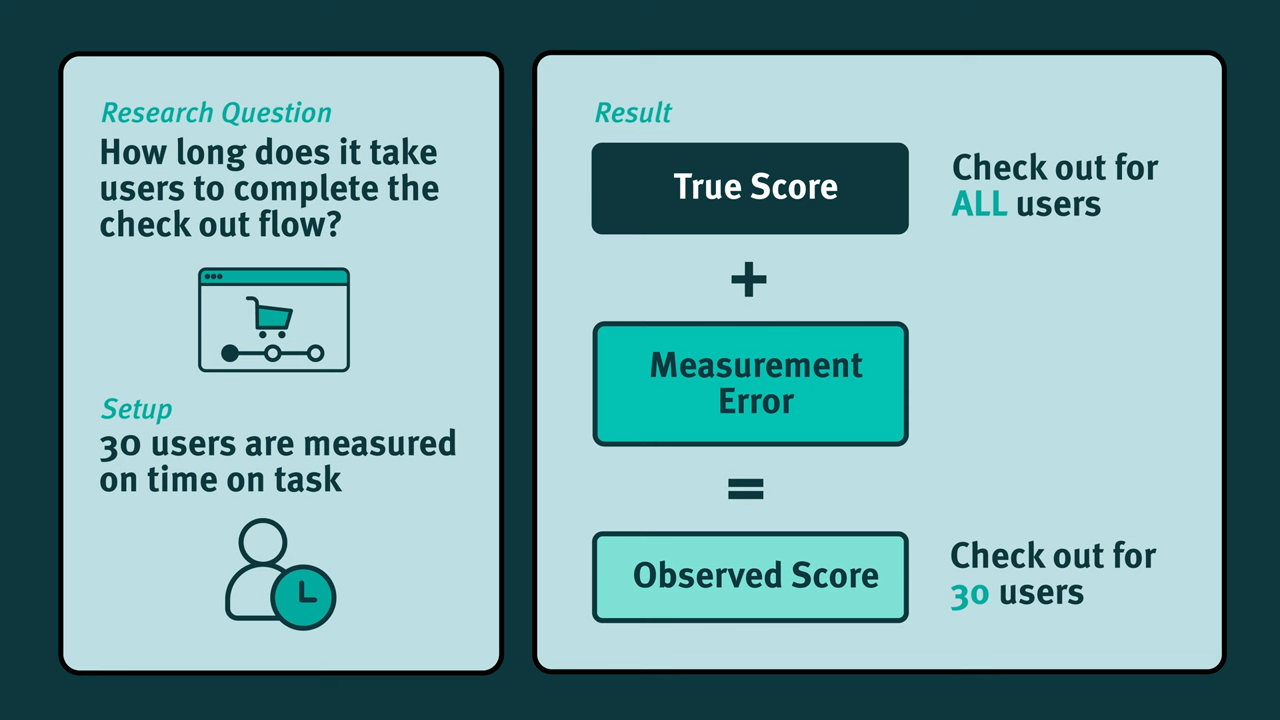 Research Question
How long does it take
users to complete the
check out flow?
Setup
30 users are measured
on time on task
Result
True Score
Check out for
ALL users
+
Measurement
Error
=
Observed Score
Check out for
30 users